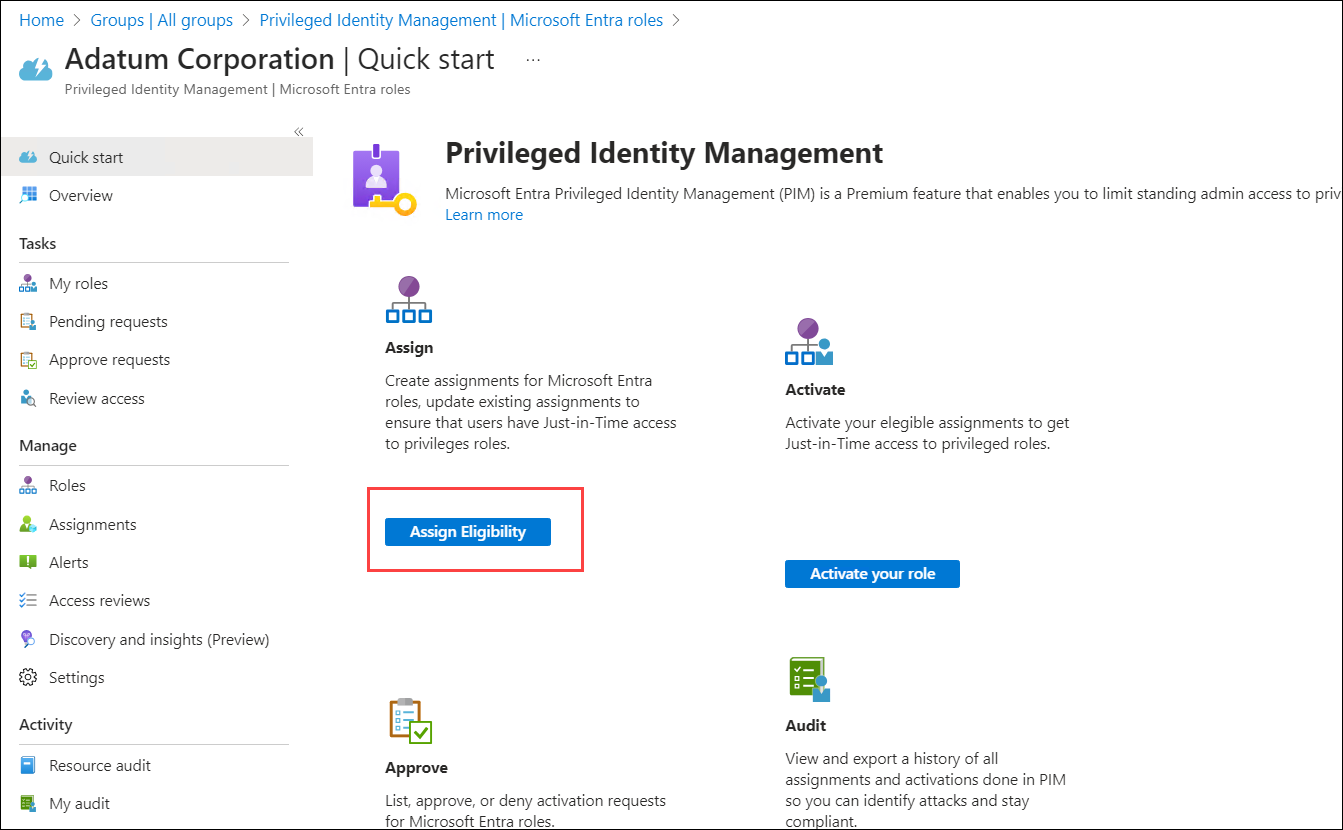 Home > Groups | All groups > Privileged Identity Management | Microsoft Entra roles >
Adatum Corporation | Quick start ...
Privileged Identity Management | Microsoft Entra roles
«
Quick start
Overview
Tasks
My roles
Pending requests
Approve requests
Review access
Manage
Roles
Assignments
Alerts
Access reviews
Discovery and insights (Preview)
Settings
Activity
Resource audit
My audit
Privileged Identity Management
Microsoft Entra Privileged Identity Management (PIM) is a Premium feature that enables you to limit standing admin access to priv
Learn more
Assign
Create assignments for Microsoft Entra
roles, update existing assignments to
ensure that users have Just-in-Time access
to privileges roles.
Assign Eligibility
Activate
Activate your elegible assignments to get
Just-in-Time access to privileged roles.
Activate your role
Approve
List, approve, or deny activation requests
for Microsoft Entra roles.
Audit
View and export a history of all
assignments and activations done in PIM
so you can identify attacks and stay
compliant.